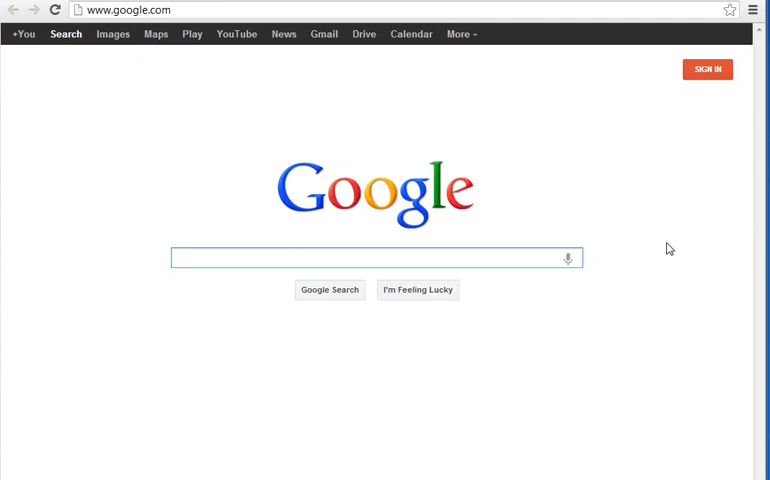 www.google.com
+You Search Images Maps Play YouTube News Gmail Drive Calendar More
SIGN IN
Google
Google Search I'm Feeling Lucky